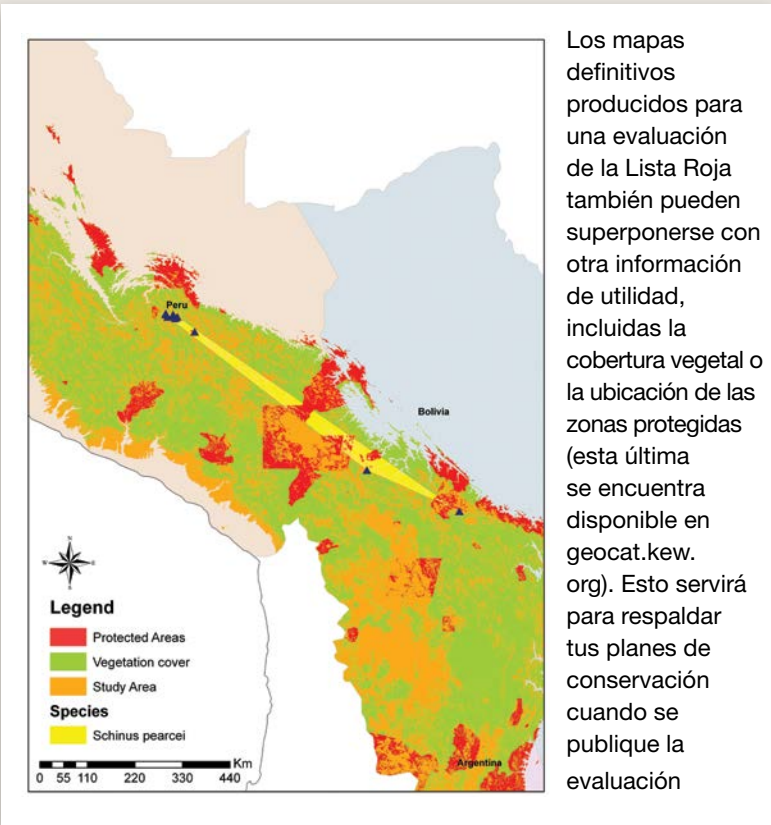 Peru
Bolivia
N
W
E
S
Legend
Protected Areas
Vegetation cover
Study Area
Species
Schinus pearcei
Km
0 55 110 220 330 440
Argentina
Los mapas
definitivos
producidos para
una evaluación
de la Lista Roja
también pueden
superponerse con
otra información
de utilidad,
incluidas la
cobertura vegetal o
la ubicación de las
zonas protegidas
(esta última
se encuentra
disponible en
geocat.kew.
org). Esto servirá
para respaldar
tus planes de
conservación
cuando se
publique la
evaluación